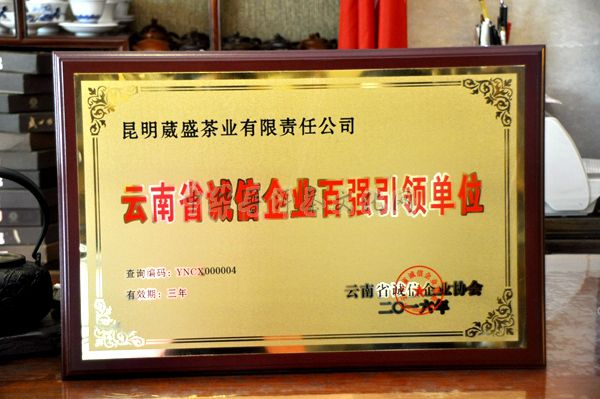 昆明葳盛茶业有限责任公司
云南省诚信企业百强引领单位
查询编码：YNCX000004
有效期：三年
云南省诚信企业协会
二〇一六年